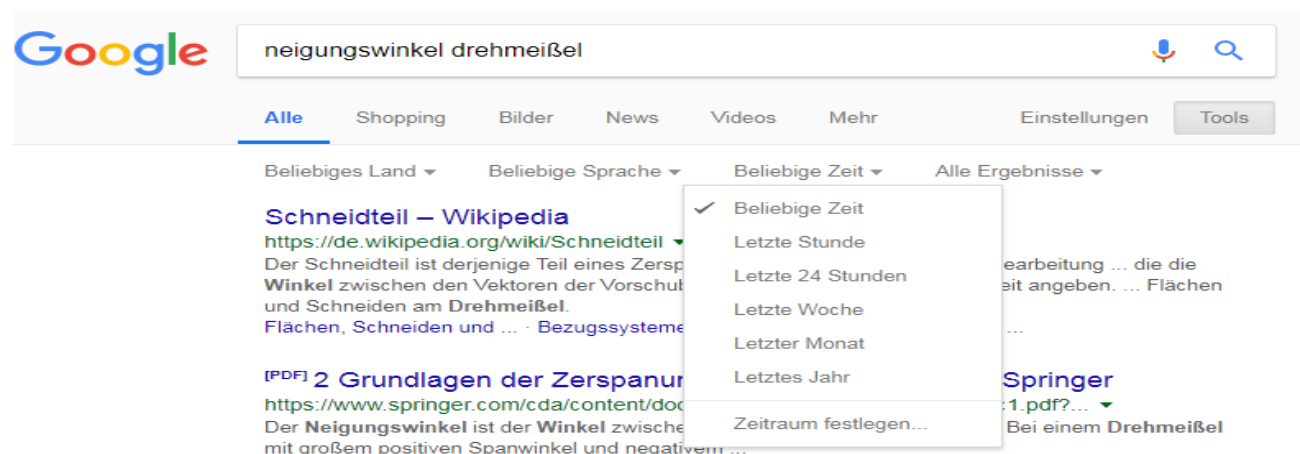 Google
neigungswinkel drehmeißel
Alle Shopping Bilder News Videos Mehr Einstellungen Tools
Beliebiges Land Beliebige Sprache Beliebige Zeit Alle Ergebnisse
Beliebige Zeit
Letzte Stunde
Letzte 24 Stunden
Letzte Woche
Letzter Monat
Letztes Jahr
Zeitraum festlegen...
Schneidteil – Wikipedia
https://de.wikipedia.org/wiki/Schneidteil
Der Schneidteil ist derjenige Teil eines Zersp earbeitung ... die die
Winkel zwischen den Vektoren der Vorschub eit angeben. ... Flächen
und Schneiden am Drehmeißel.
Flächen, Schneiden und ... · Bezugssysteme ...
[PDF] 2 Grundlagen der Zerspanun Springer
https://www.springer.com/cda/content/doc 1.pdf?...
Der Neigungswinkel ist der Winkel zwische Bei einem Drehmeißel
mit großem positiven Spanwinkel und negativem ...